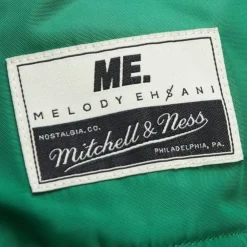 ME.
MELODY EHSANI
NOSTALGIA, CO.
Mitchell & Ness
PHILADELPHIA, PA.